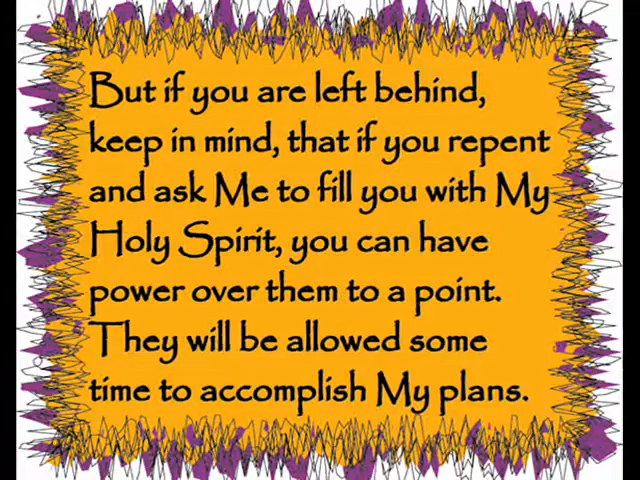 But if you are left behind,
keep in mind, that if you repent
and ask Me to fill you with My
Holy Spirit, you can have
power over them to a point.
They will be allowed some
time to accomplish My plans.